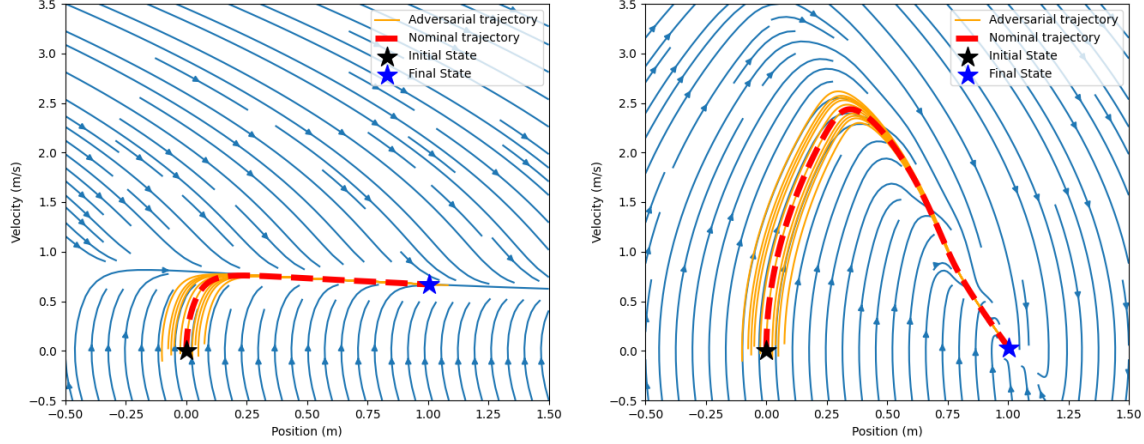 3.5
3.0
2.5
2.0
1.5
1.0
0.5
0.0
−0.5
Velocity (m/s)
Adversarial trajectory
Nominal trajectory
Initial State
Final State
−0.50 −0.25 0.00 0.25 0.50 0.75 1.00 1.25 1.50
Position (m)
3.5
3.0
2.5
2.0
1.5
1.0
0.5
0.0
−0.5
Velocity (m/s)
Adversarial trajectory
Nominal trajectory
Initial State
Final State
−0.50 −0.25 0.00 0.25 0.50 0.75 1.00 1.25 1.50
Position (m)